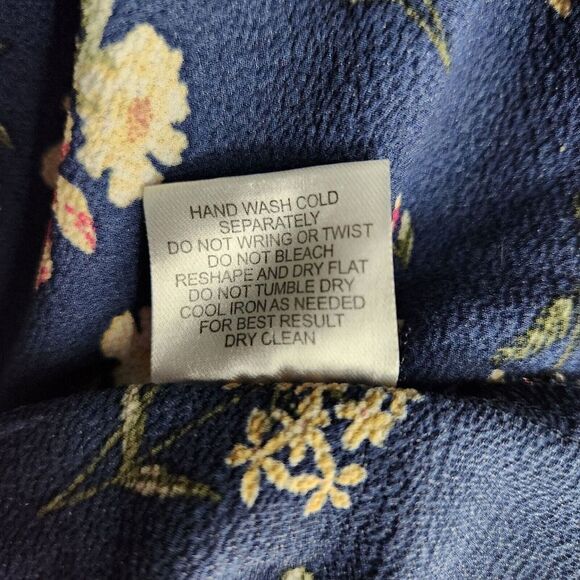 HAND WASH COLD
SEPARATELY
DO NOT WRING OR TWIST
DO NOT BLEACH
RESHAPE AND DRY FLAT
DO NOT TUMBLE DRY
COOL IRON AS NEEDED
FOR BEST RESULT
DRY CLEAN